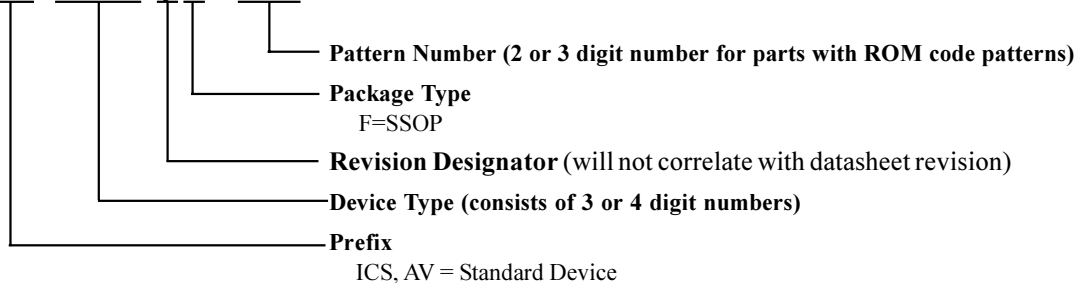 Pattern Number (2 or 3 digit number for parts with ROM code patterns)
Package Type
F=SSOP
Revision Designator (will not correlate with datasheet revision)
Device Type (consists of 3 or 4 digit numbers)
Prefix
ICS, AV = Standard Device